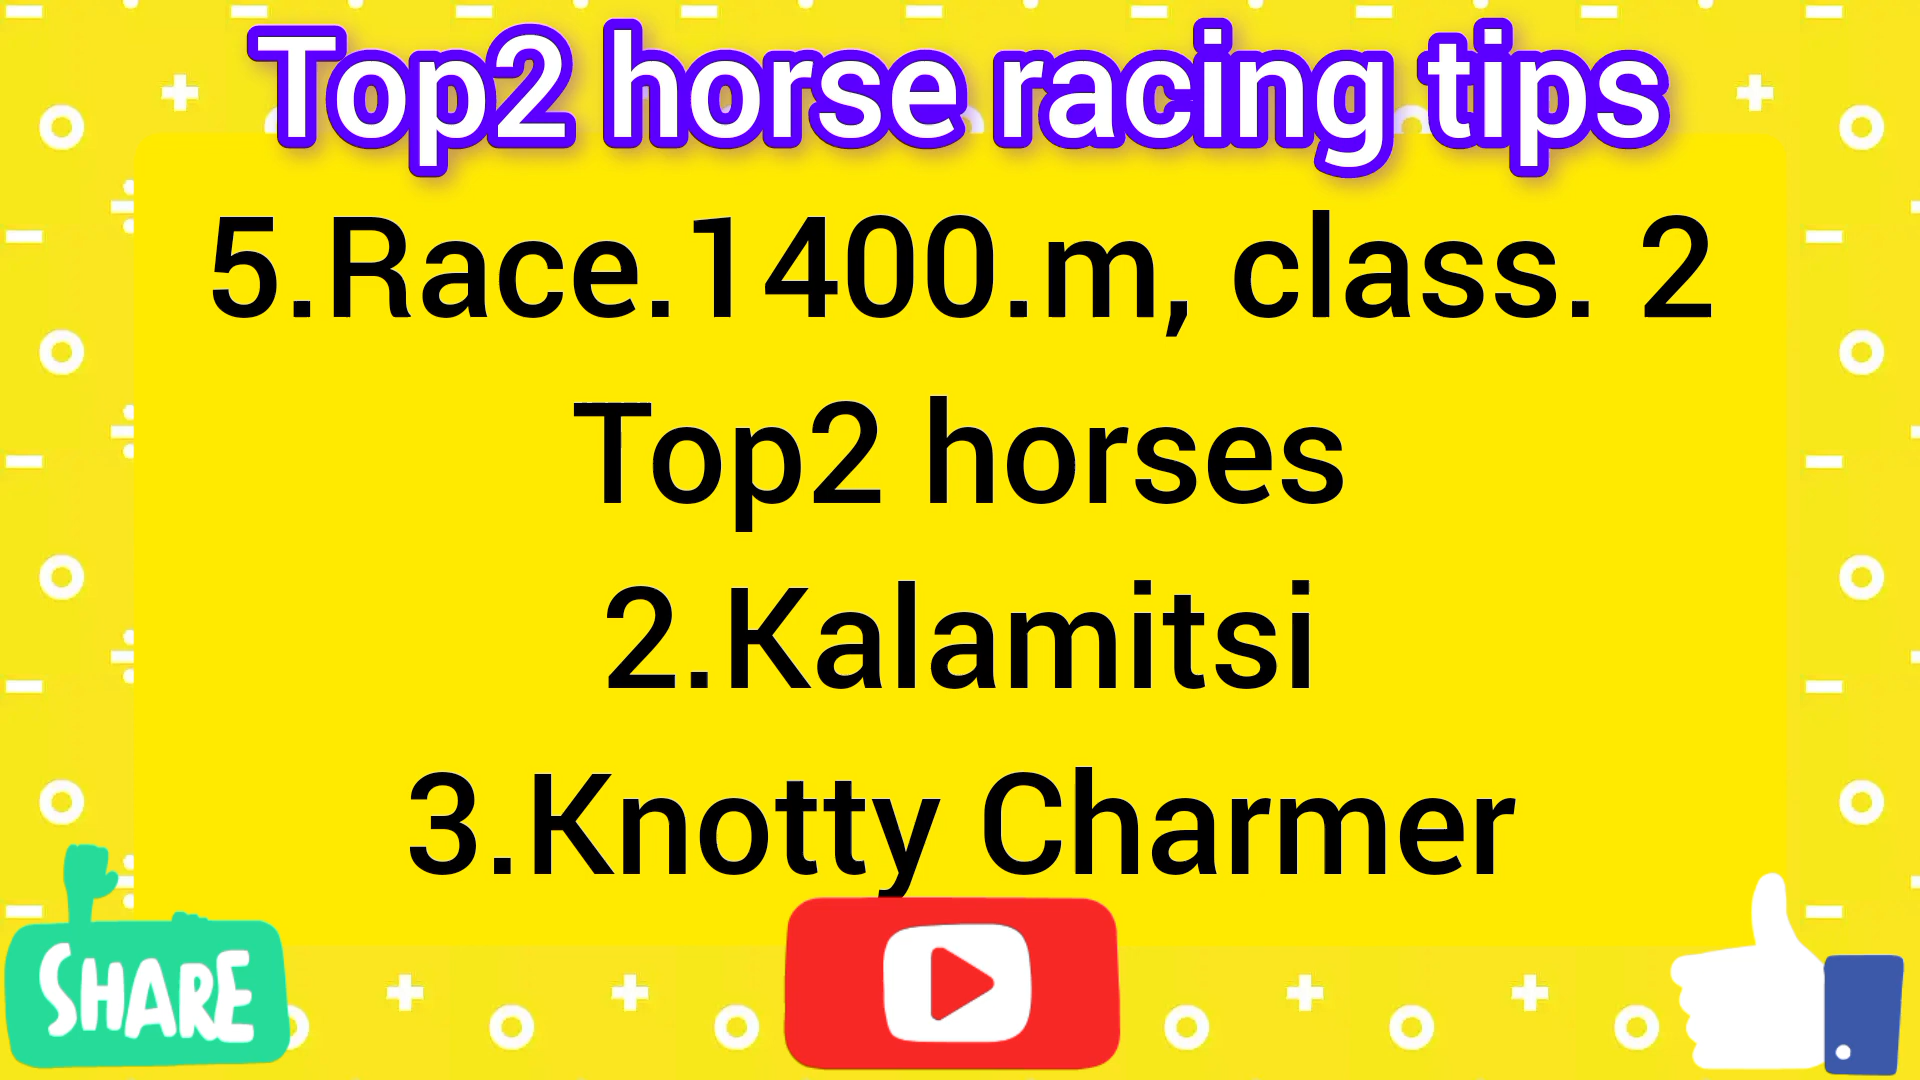 Top2 horse racing tips
5.Race.1400.m, class. 2
Top2 horses
2.Kalamitsi
3.Knotty Charmer
SHARE